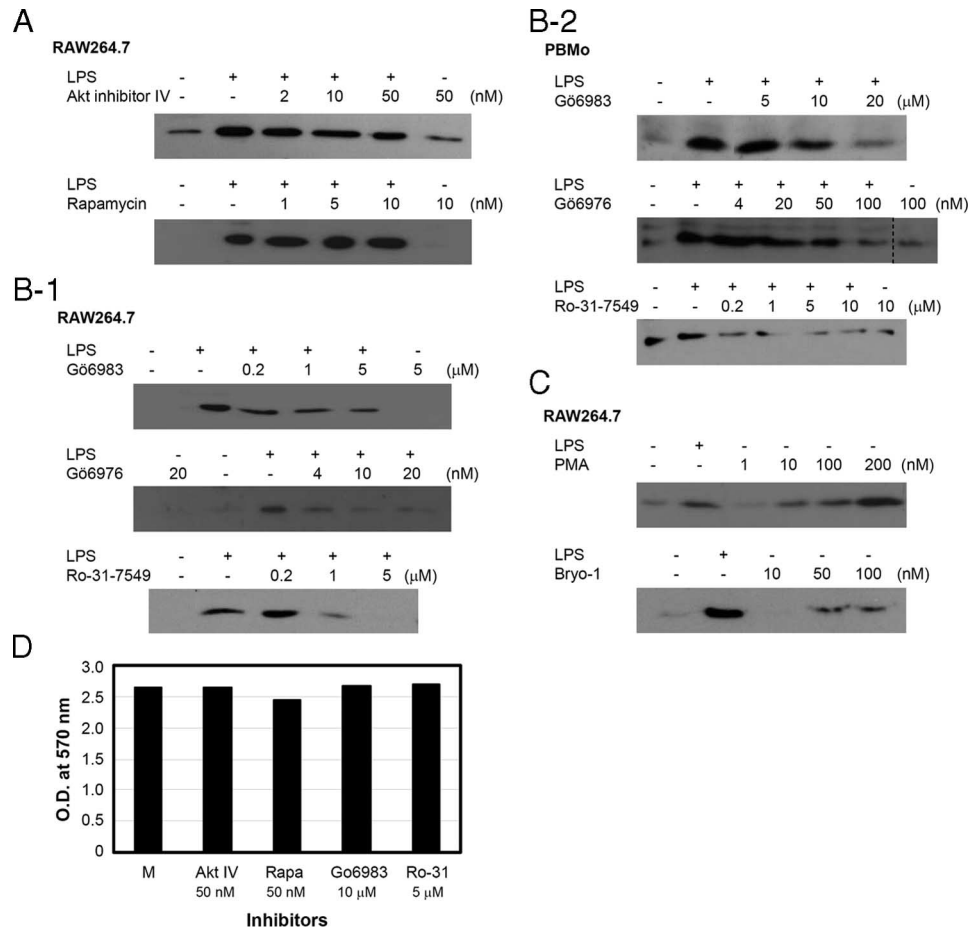 A
RAW264.7
LPS - + + + + -
Akt inhibitor IV - - 2 10 50 50 (nM)
LPS - + + + + -
Rapamycin - - 1 5 10 10 (nM)
B-1
RAW264.7
LPS - + + + + -
Gö6983 - - 0.2 1 5 5 (μM)
LPS - - + + + +
Gö6976 20 - - 4 10 20 (nM)
LPS - + + + +
Ro-31-7549 - - 0.2 1 5 (μM)
B-2
PBMo
LPS - + + + +
Gö6983 - - 5 10 20 (μM)
LPS - + + + + + -
Gö6976 - - 4 20 50 100 100 (nM)
LPS - + + + + + -
Ro-31-7549 - - 0.2 1 5 10 10 (μM)
C
RAW264.7
LPS - + - - - -
PMA - - 1 10 100 200 (nM)
LPS - + - - -
Bryo-1 - - 10 50 100 (nM)
D
O.D. at 570 nm
3.0
2.5
2.0
1.5
1.0
0.5
0
M Akt IV Rapa Go6983 Ro-31
50 nM 50 nM 10 μM 5 μM
Inhibitors